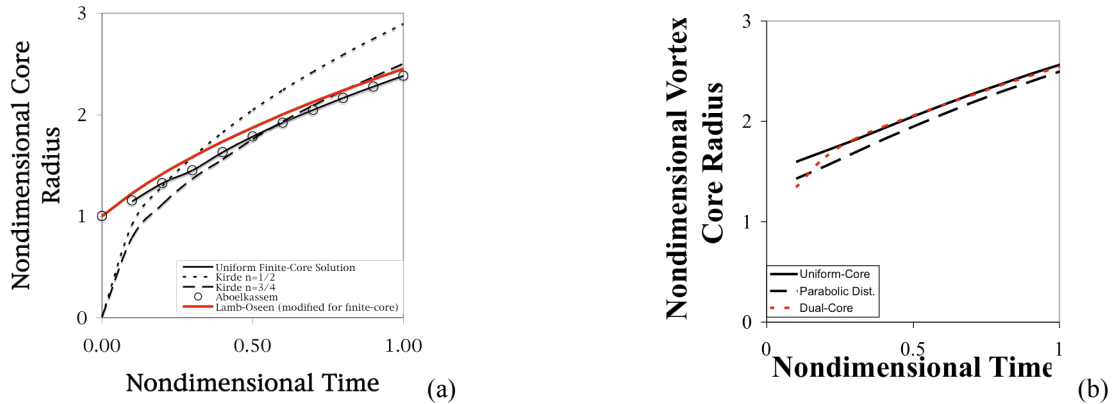 Nondimensional Core
Radius
3
2
1
0
0.00
0.50
1.00
Uniform Finite-Core Solution
Kirde n=1/2
Kirde n=3/4
Aboelkassem
Lamb-Oseen (modified for finite-core)
Nondimensional Time
(a)
Nondimensional Vortex
Core Radius
3
2
1
0
0
0.5
1
Uniform-Core
Parabolic Dist.
Dual-Core
Nondimensional Time
(b)